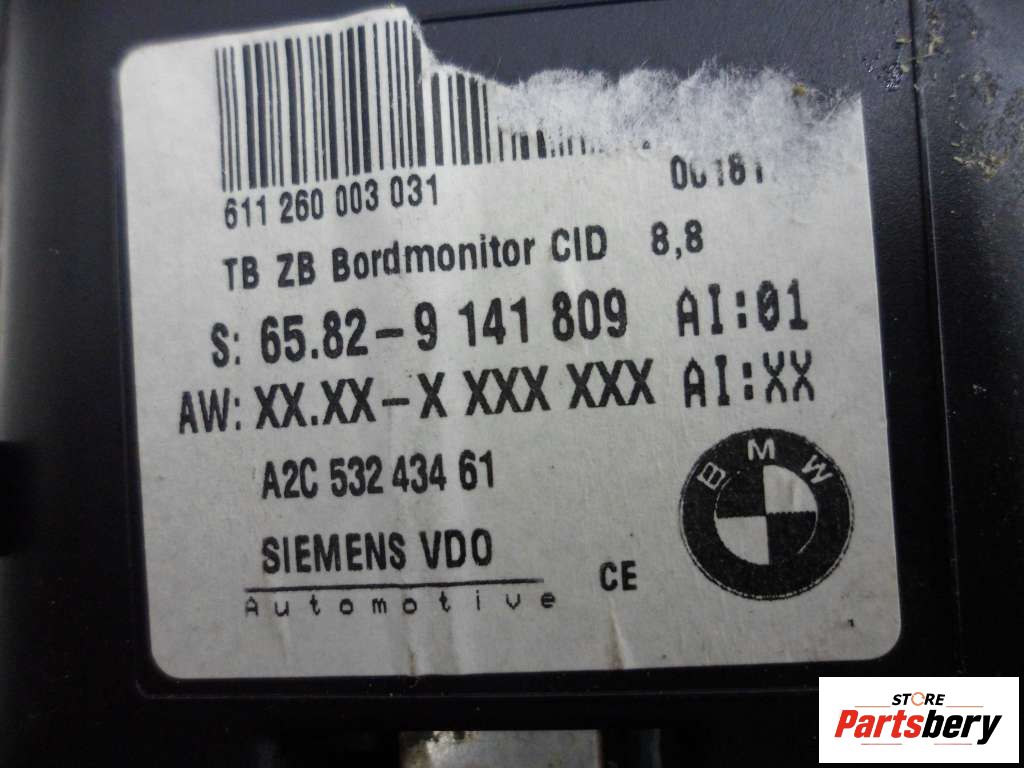 611 260 003 031
TB ZB Bordmonitor CID 8,8
S: 65.82-9 141 809 AI:01
AW: XX.XX-X XXX XXX AI:XX
A2C 532 434 61
SIEMENS VDO
Automotive
CE
BMW
STORE
Partsbery